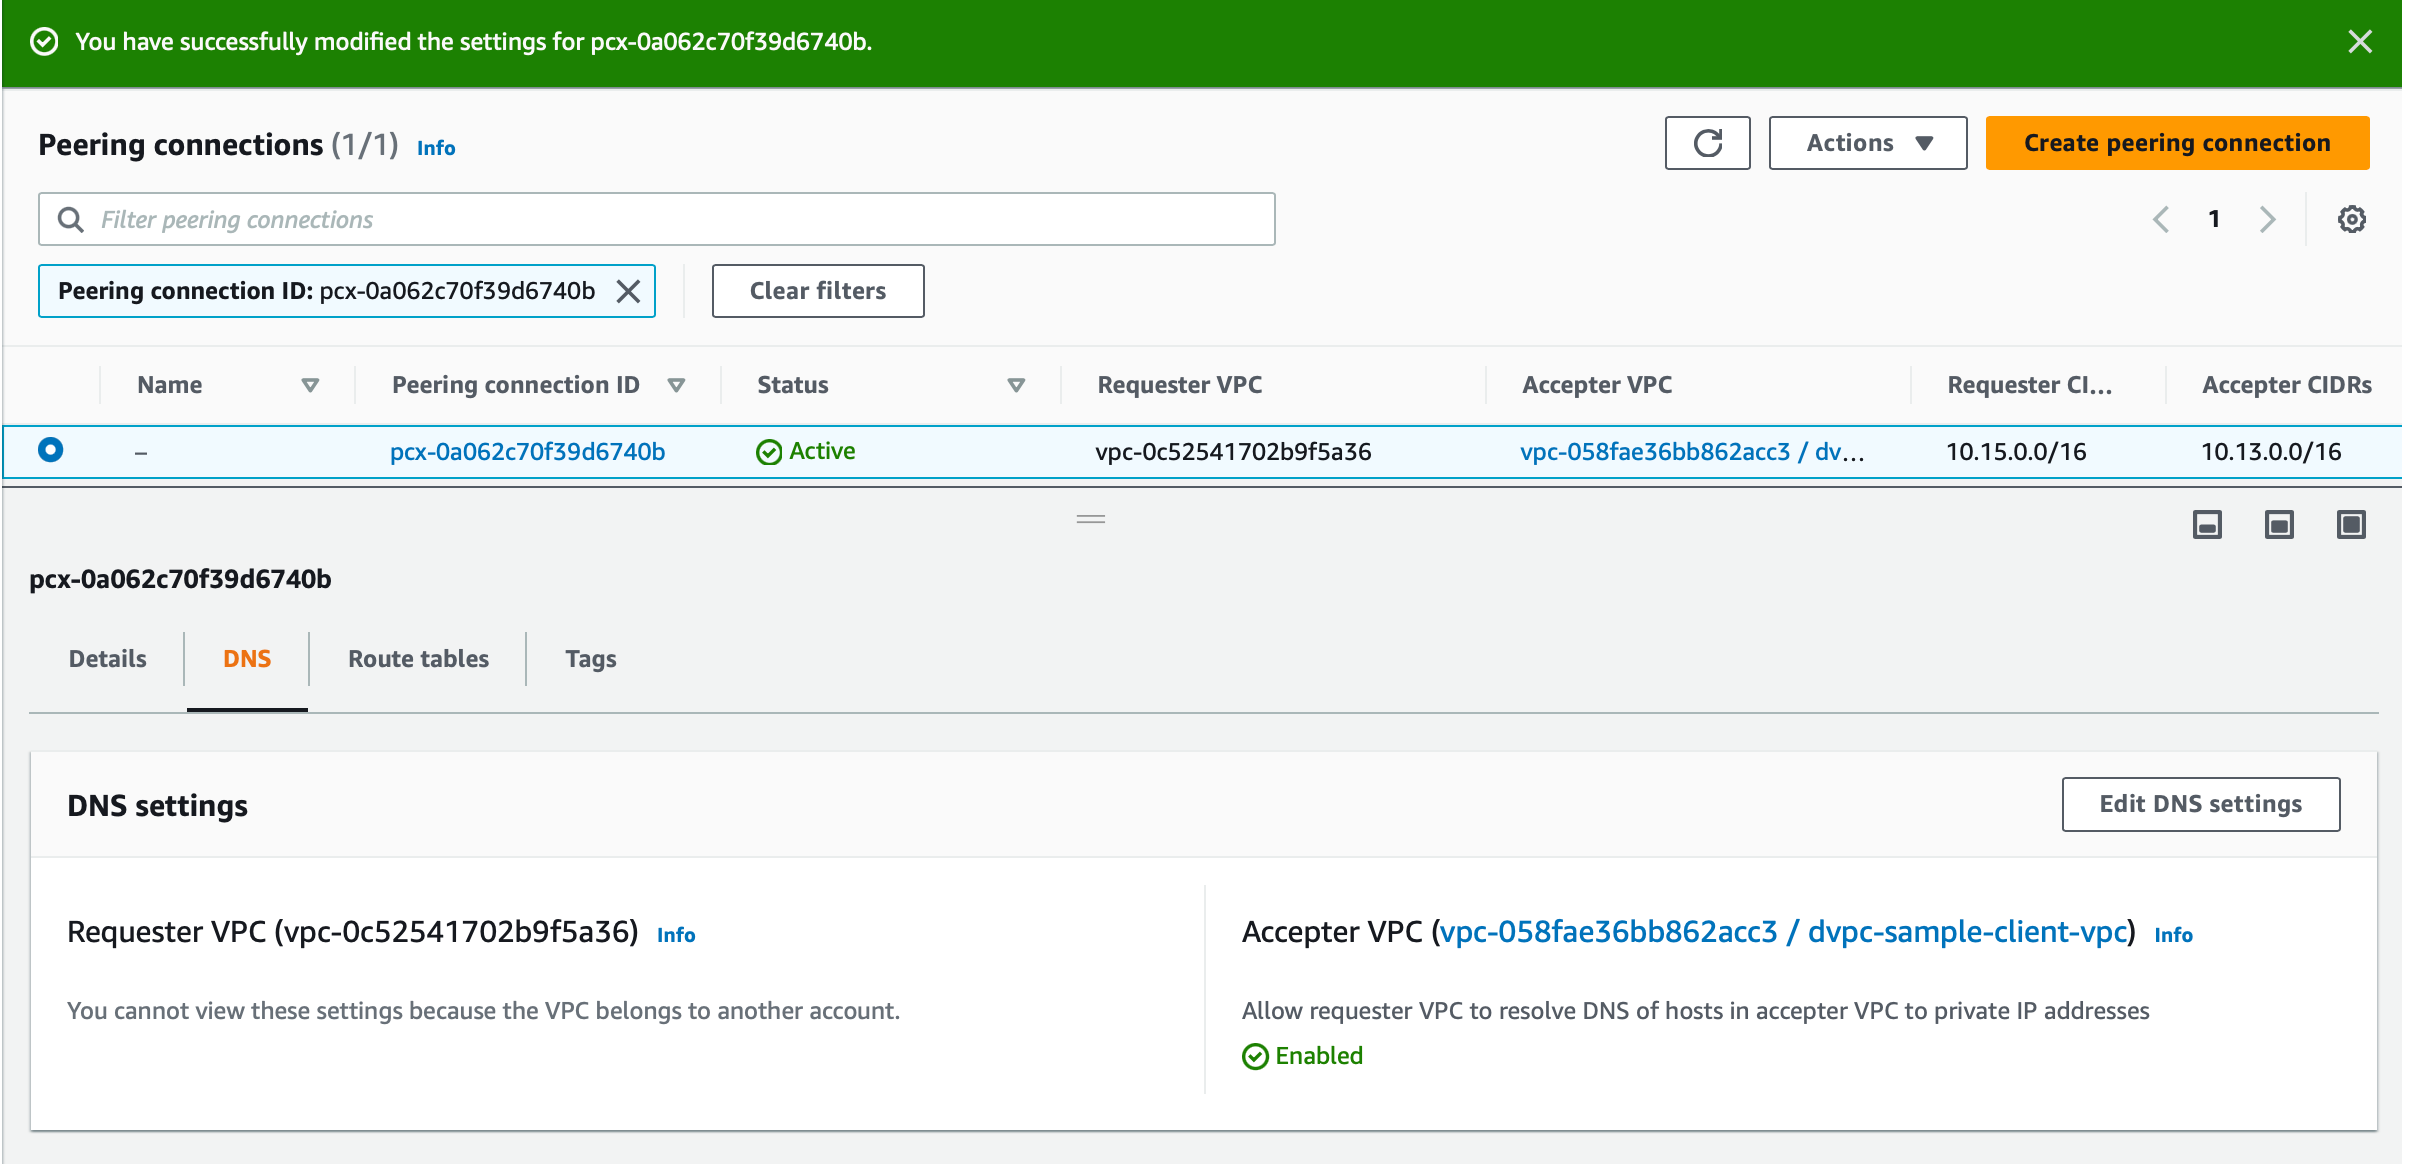 You have successfully modified the settings for pcx-0a062c70f39d6740b.
Peering connections (1/1) Info
Actions
Create peering connection
Filter peering connections
1
Peering connection ID: pcx-0a062c70f39d6740b
Clear filters
Name Peering connection ID Status Requester VPC Accepter VPC Requester CI... Accepter CIDRs
– pcx-0a062c70f39d6740b Active vpc-0c52541702b9f5a36 vpc-058fae36bb862acc3 / dv... 10.15.0.0/16 10.13.0.0/16
pcx-0a062c70f39d6740b
Details DNS Route tables Tags
DNS settings
Edit DNS settings
Requester VPC (vpc-0c52541702b9f5a36) Info
You cannot view these settings because the VPC belongs to another account.
Accepter VPC (vpc-058fae36bb862acc3 / dvpc-sample-client-vpc) Info
Allow requester VPC to resolve DNS of hosts in accepter VPC to private IP addresses
Enabled